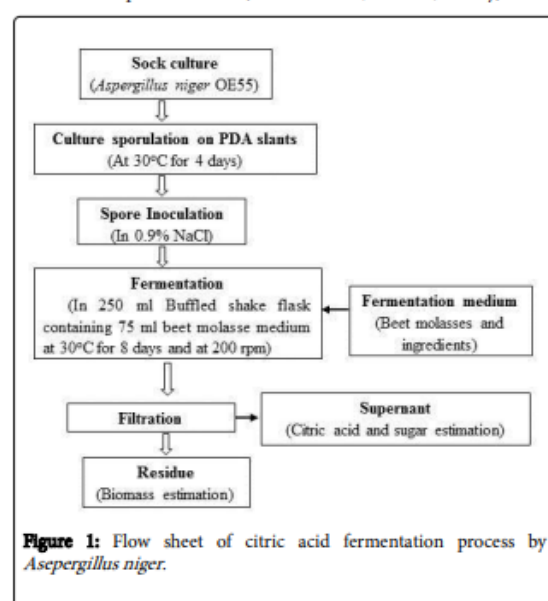 Sock culture
(Aspergillus niger OE55)
Culture sporulation on PDA slants
(At 30°C for 4 days)
Spore Inoculation
(In 0.9% NaCl)
Fermentation
(In 250 ml Buffled shake flask
containing 75 ml beet molasse medium
at 30°C for 8 days and at 200 rpm)
Fermentation medium
(Beet molasses and
ingredients)
Filtration
Supernant
(Citric acid and sugar estimation)
Residue
(Biomass estimation)
Figure 1: Flow sheet of citric acid fermentation process by
Asepergillus niger.